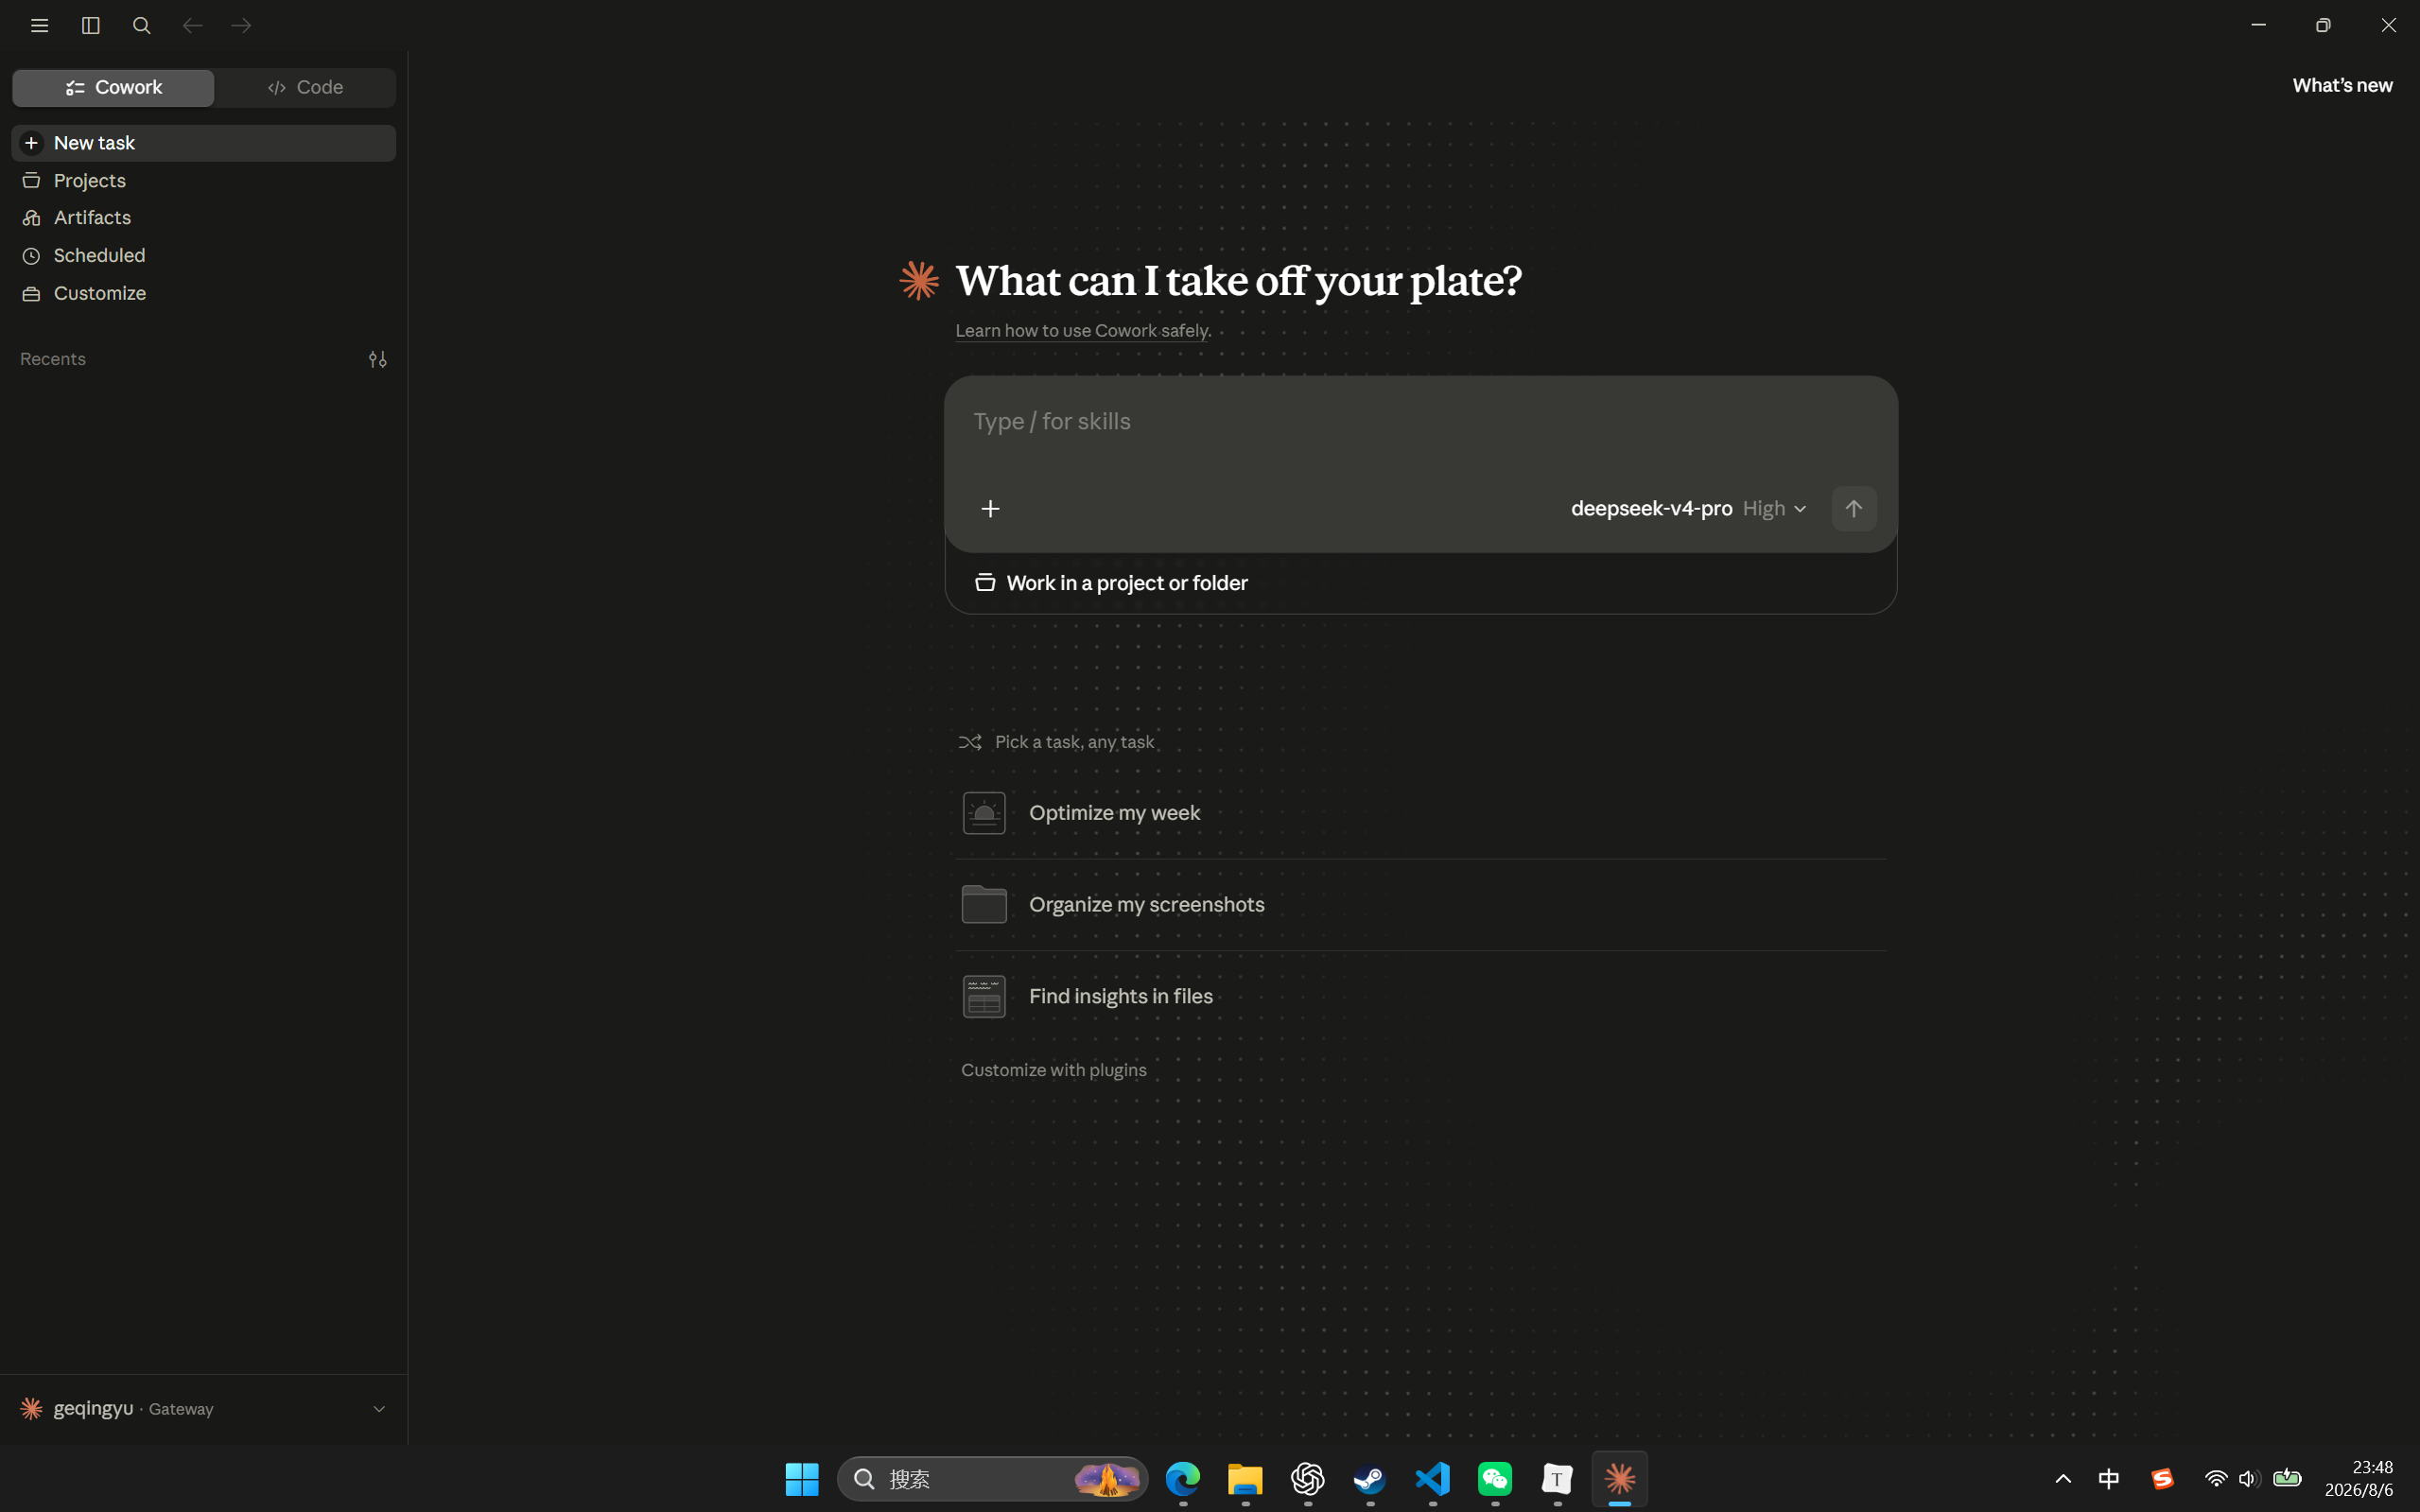 Cowork
Code
What's new
New task
Projects
Artifacts
Scheduled
Customize
Recents
What can I take off your plate?
Learn how to use Cowork safely.
Type / for skills
deepseek-v4-pro High
Work in a project or folder
Pick a task, any task
Optimize my week
Organize my screenshots
Find insights in files
Customize with plugins
geqingyu · Gateway
搜索
T
中
S
23:48
2026/8/6